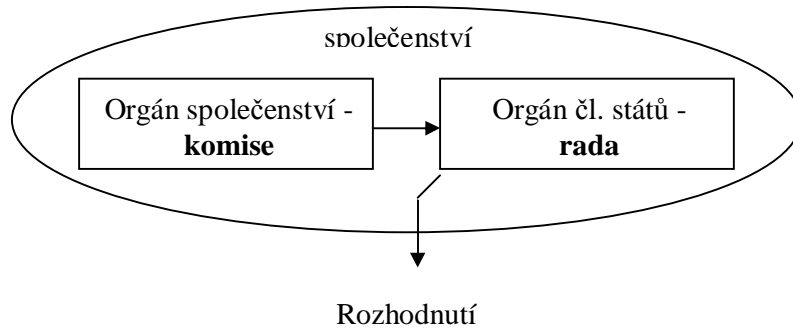 společenství
Orgán společenství -
komise
Orgán čl. států -
rada
Rozhodnutí